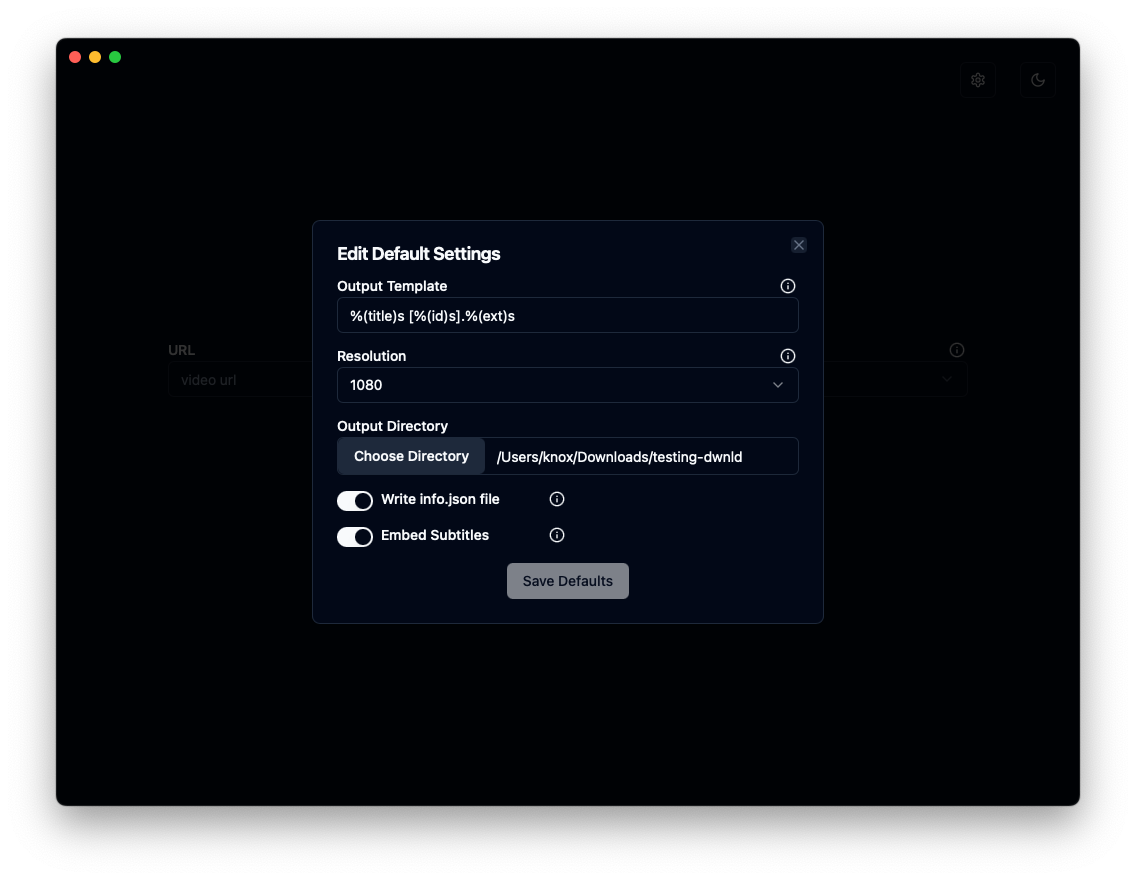 Edit Default Settings
Output Template
%(title)s [%(id)s].%(ext)s
URL
video url
Resolution
1080
Output Directory
Choose Directory /Users/knox/Downloads/testing-dwnld
Write info.json file
Embed Subtitles
Save Defaults